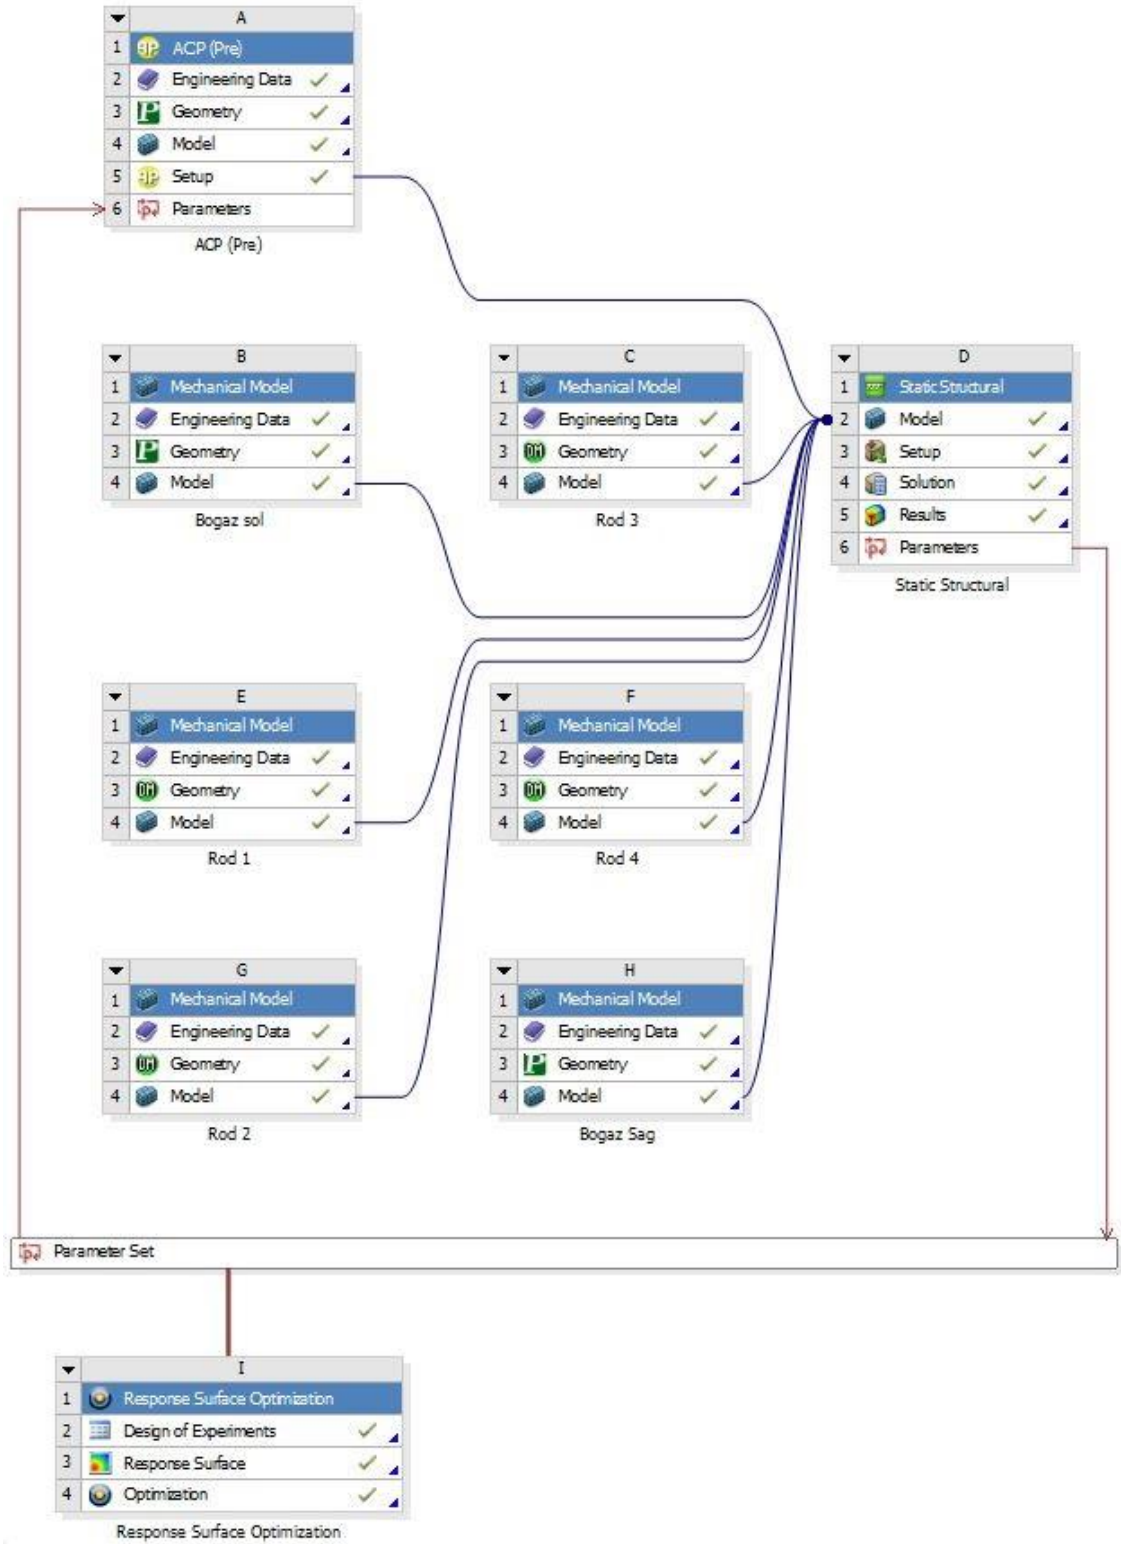 A
1 ACP (Pre)
2 Engineering Data
3 Geometry
4 Model
5 Setup
6 Parameters
ACP (Pre)
B
1 Mechanical Model
2 Engineering Data
3 Geometry
4 Model
Bogaz sol
C
1 Mechanical Model
2 Engineering Data
3 Geometry
4 Model
Rod 3
D
1 Static Structural
2 Model
3 Setup
4 Solution
5 Results
6 Parameters
Static Structural
E
1 Mechanical Model
2 Engineering Data
3 Geometry
4 Model
Rod 1
F
1 Mechanical Model
2 Engineering Data
3 Geometry
4 Model
Rod 4
G
1 Mechanical Model
2 Engineering Data
3 Geometry
4 Model
Rod 2
H
1 Mechanical Model
2 Engineering Data
3 Geometry
4 Model
Bogaz Sag
Parameter Set
I
1 Response Surface Optimization
2 Design of Experiments
3 Response Surface
4 Optimization
Response Surface Optimization